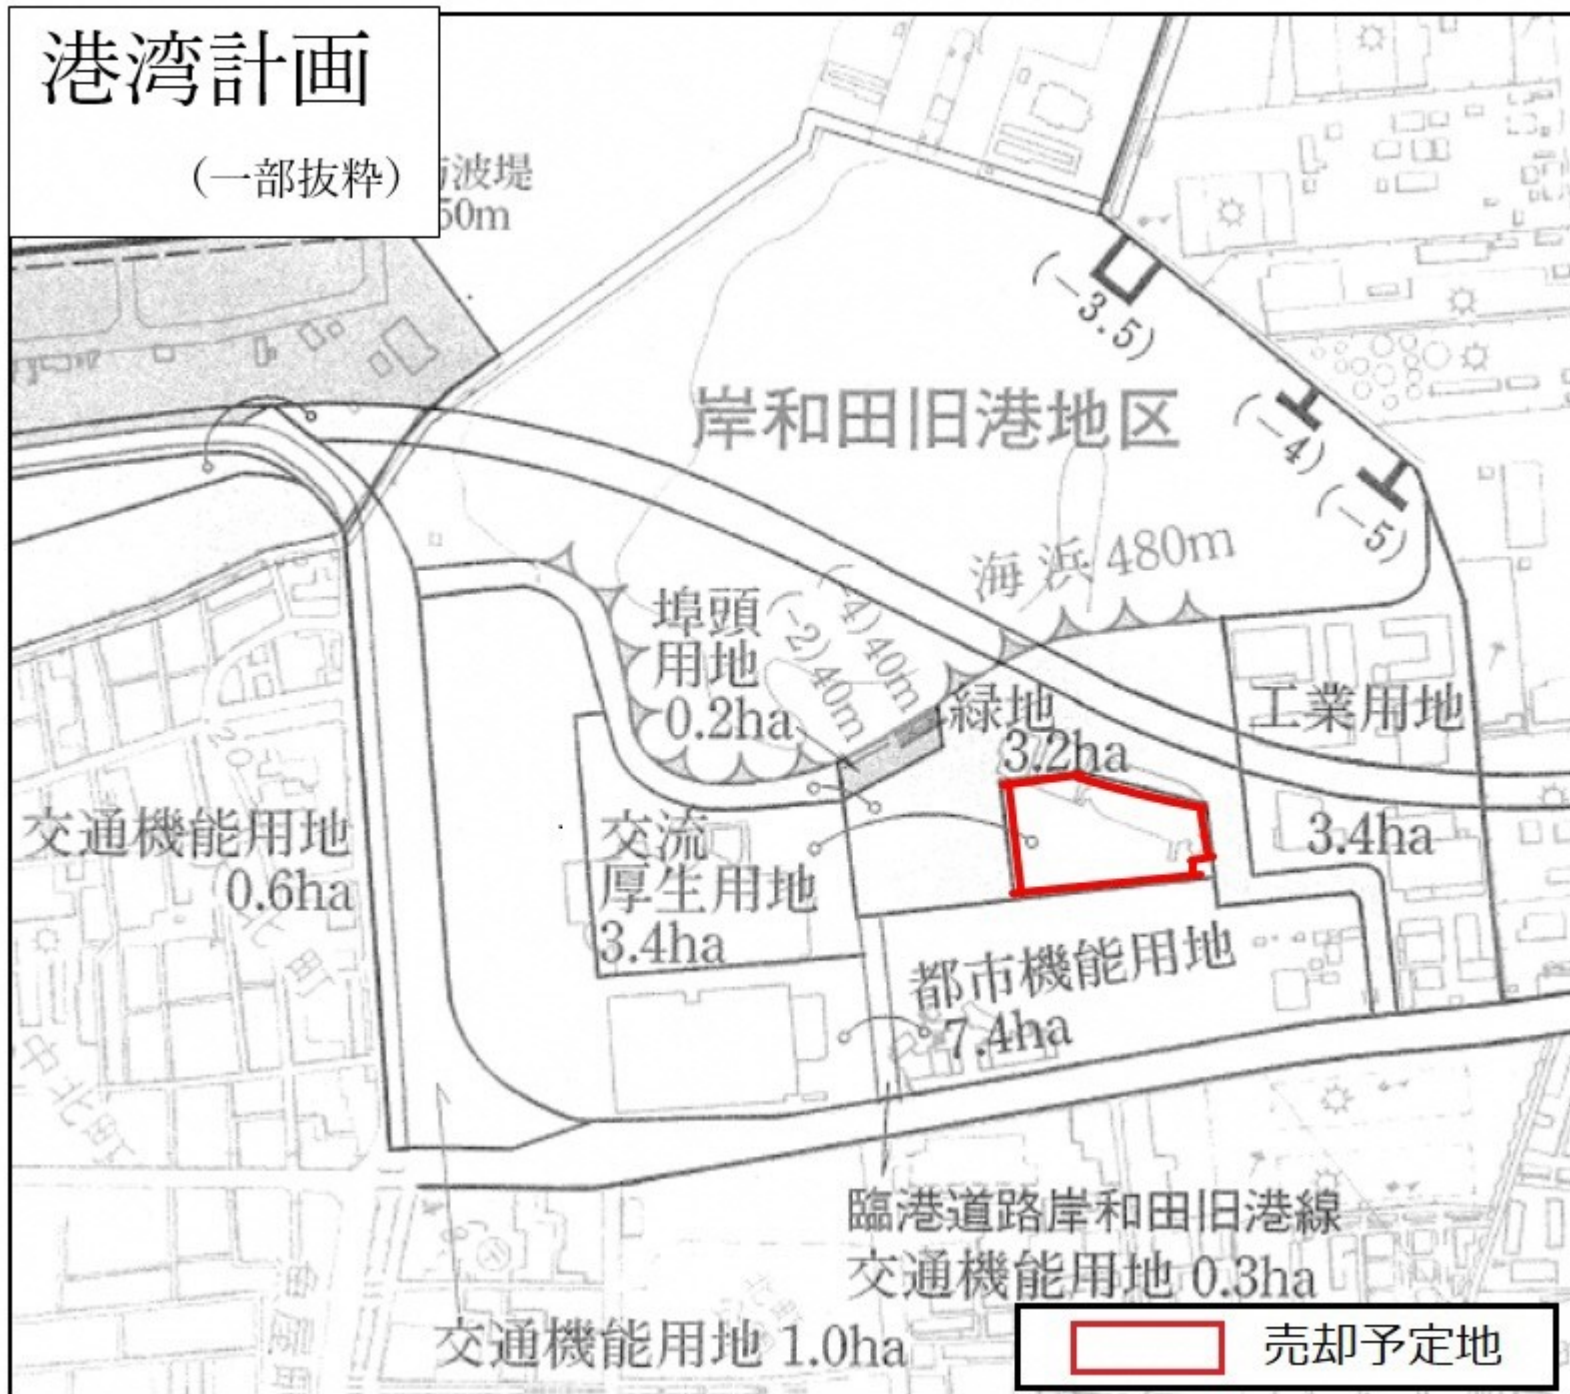 港湾計画
（一部抜粋）
波堤
50m
(-3.5)
岸和田旧港地区
(-4)
(-5)
海浜 480m
埠頭
用地
0.2ha
(-4)40m
(-2)40m
緑地
3.2ha
工業用地
3.4ha
交通機能用地
0.6ha
交流
厚生用地
3.4ha
都市機能用地
7.4ha
臨港道路岸和田旧港線
交通機能用地 0.3ha
交通機能用地 1.0ha
売却予定地